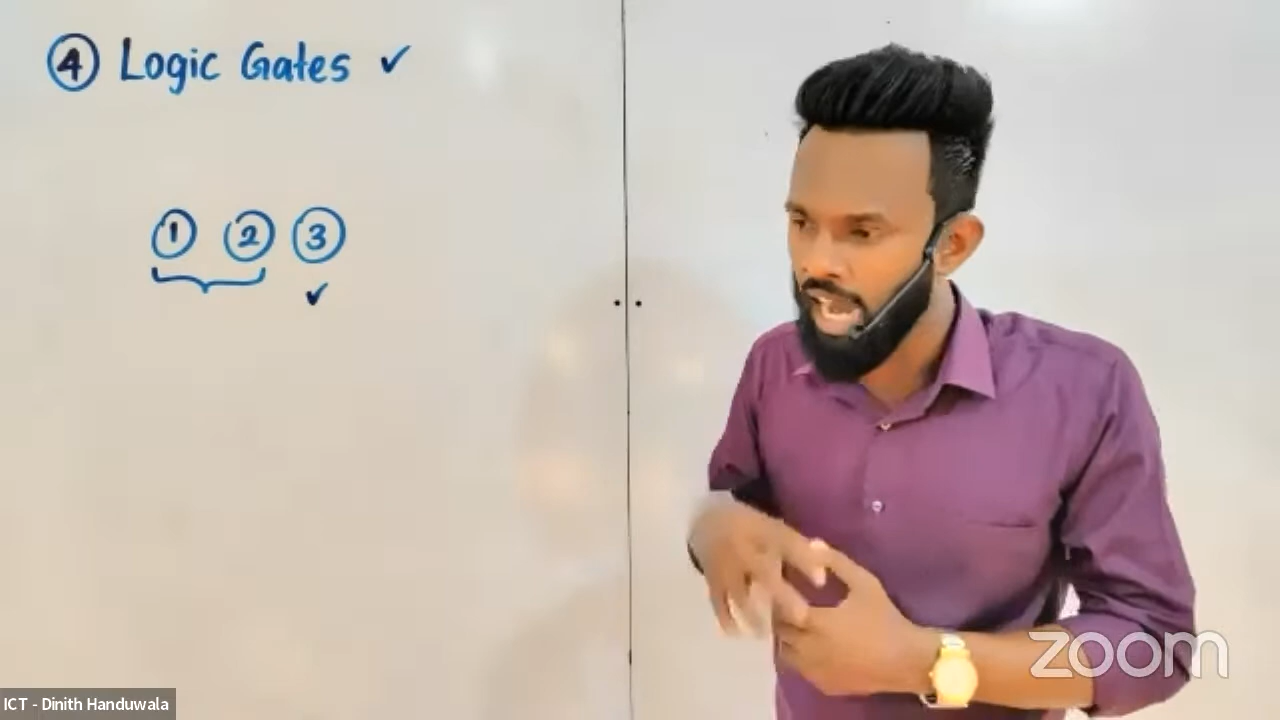 ④ Logic Gates ✓
① ② ③
✓
zoom
ICT - Dinith Handuwala